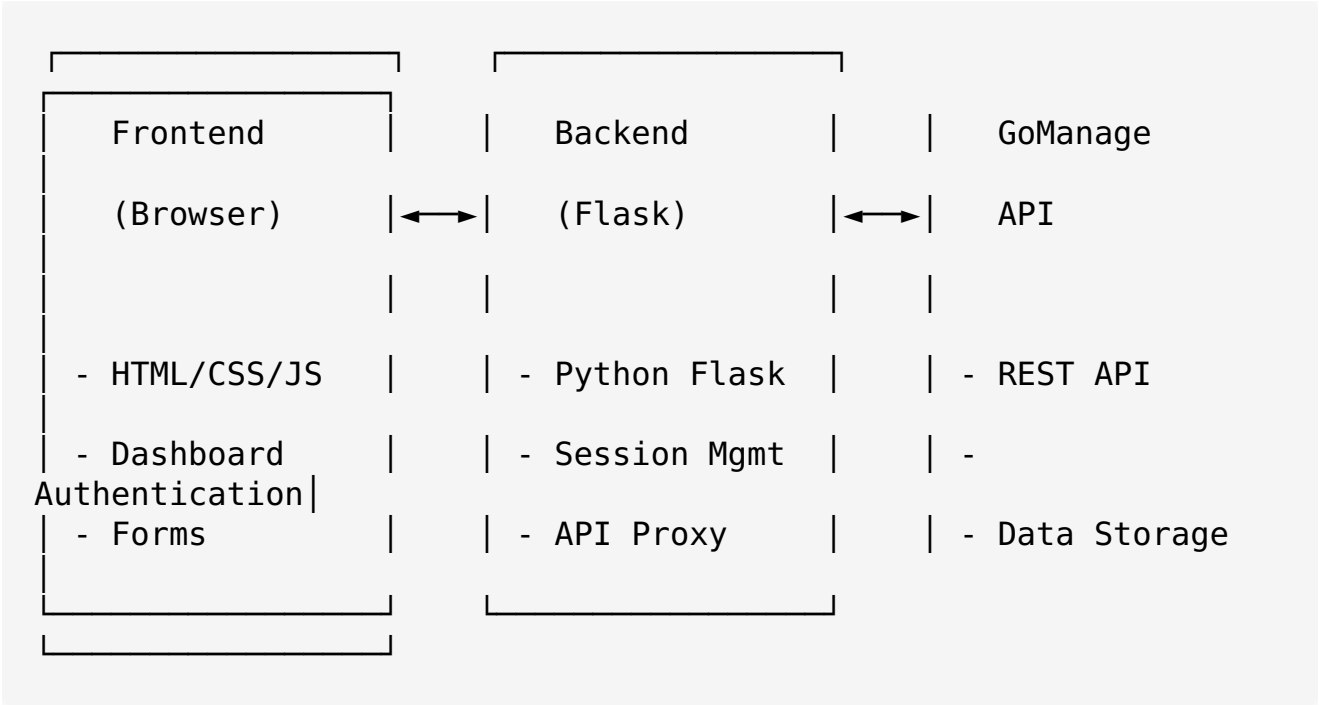 ┌──────────────────┐    ┌──────────────────┐
┌──────────────────┐
│   Frontend       │    │   Backend        │    │   GoManage
│
│   (Browser)      │◄──►│   (Flask)        │◄──►│   API
│
│                  │    │                  │    │
│
│ - HTML/CSS/JS    │    │ - Python Flask   │    │ - REST API
│
│ - Dashboard      │    │ - Session Mgmt   │    │ -
Authentication│
│ - Forms          │    │ - API Proxy      │    │ - Data Storage
│
└──────────────────┘    └──────────────────┘
└──────────────────┘